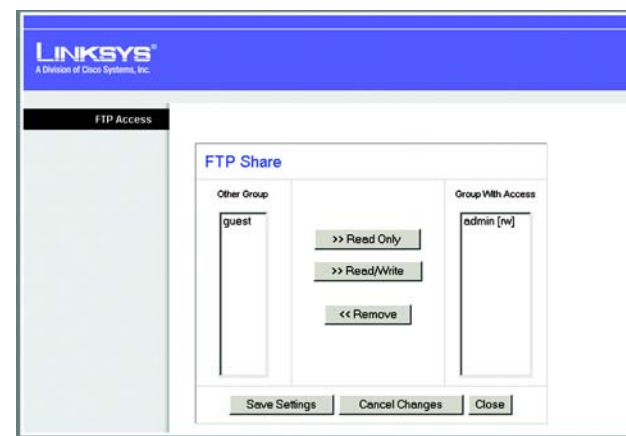 LINKSYS®
A Division of Cisco Systems, Inc.
FTP Access
FTP Share
Other Group
Group With Access
guest
admin [rw]
>> Read Only
>> Read/Write
<< Remove
Save Settings
Cancel Changes
Close